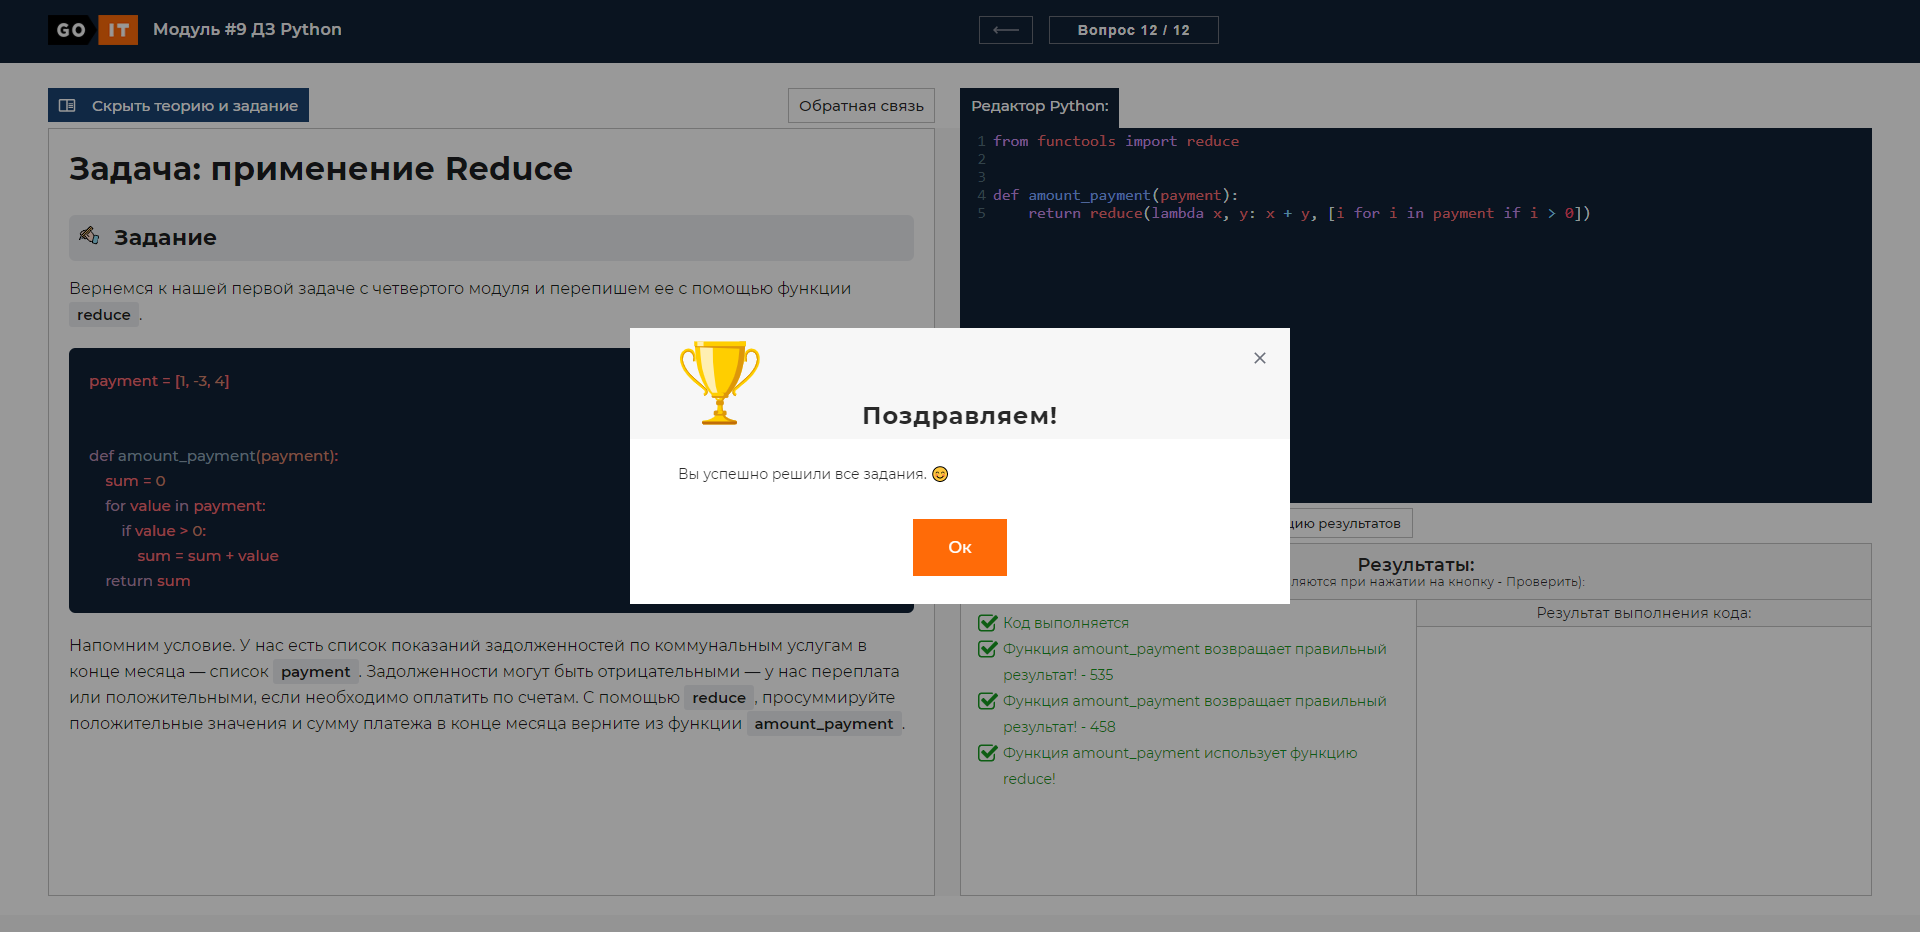 GO IT
Модуль #9 ДЗ Python
Вопрос 12 / 12
Скрыть теорию и задание
Обратная связь
Задача: применение Reduce
Задание
Вернемся к нашей первой задаче с четвертого модуля и перепишем ее с помощью функции
reduce .
payment = [1, -3, 4]
def amount_payment(payment):
sum = 0
for value in payment:
if value > 0:
sum = sum + value
return sum
Напомним условие. У нас есть список показаний задолженностей по коммунальным услугам в
конце месяца — список payment . Задолженности могут быть отрицательными — у нас переплата
или положительными, если необходимо оплатить по счетам. С помощью reduce , просуммируйте
положительные значения и сумму платежа в конце месяца верните из функции amount_payment .
Редактор Python:
1 from functools import reduce
2
3
4 def amount_payment(payment):
5 return reduce(lambda x, y: x + y, [i for i in payment if i > 0])
Поздравляем!
Вы успешно решили все задания.
Ок
цию результатов
Результаты:
ляются при нажатии на кнопку - Проверить):
Код выполняется
Функция amount_payment возвращает правильный
результат! - 535
Функция amount_payment возвращает правильный
результат! - 458
Функция amount_payment использует функцию
reduce!
Результат выполнения кода: